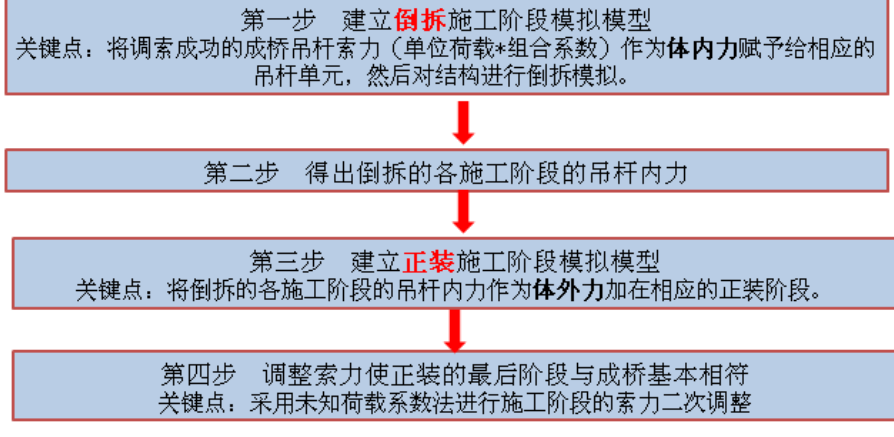 第一步 建立倒拆施工阶段模拟模型
关键点：将调索成功的成桥吊杆索力（单位荷载*组合系数）作为体内力赋予给相应的
吊杆单元，然后对结构进行倒拆模拟。
第二步 得出倒拆的各施工阶段的吊杆内力
第三步 建立正装施工阶段模拟模型
关键点：将倒拆的各施工阶段的吊杆内力作为体外力加在相应的正装阶段。
第四步 调整索力使正装的最后阶段与成桥基本相符
关键点：采用未知荷载系数法进行施工阶段的索力二次调整